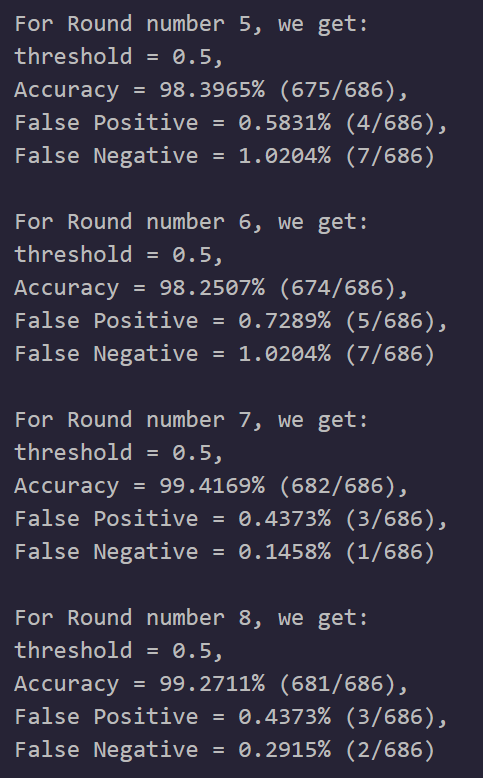 For Round number 5, we get:
threshold = 0.5,
Accuracy = 98.3965% (675/686),
False Positive = 0.5831% (4/686),
False Negative = 1.0204% (7/686)
For Round number 6, we get:
threshold = 0.5,
Accuracy = 98.2507% (674/686),
False Positive = 0.7289% (5/686),
False Negative = 1.0204% (7/686)
For Round number 7, we get:
threshold = 0.5,
Accuracy = 99.4169% (682/686),
False Positive = 0.4373% (3/686),
False Negative = 0.1458% (1/686)
For Round number 8, we get:
threshold = 0.5,
Accuracy = 99.2711% (681/686),
False Positive = 0.4373% (3/686),
False Negative = 0.2915% (2/686)